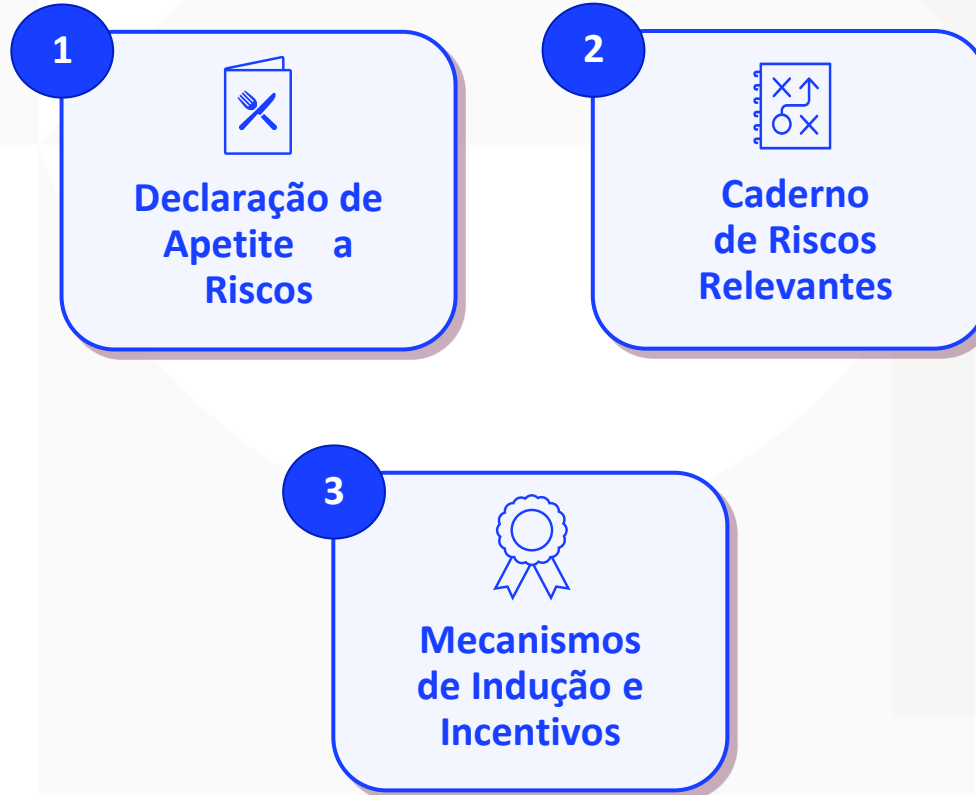 1
Declaração de
Apetite a
Riscos
2
Caderno
de Riscos
Relevantes
3
Mecanismos
de Indução e
Incentivos